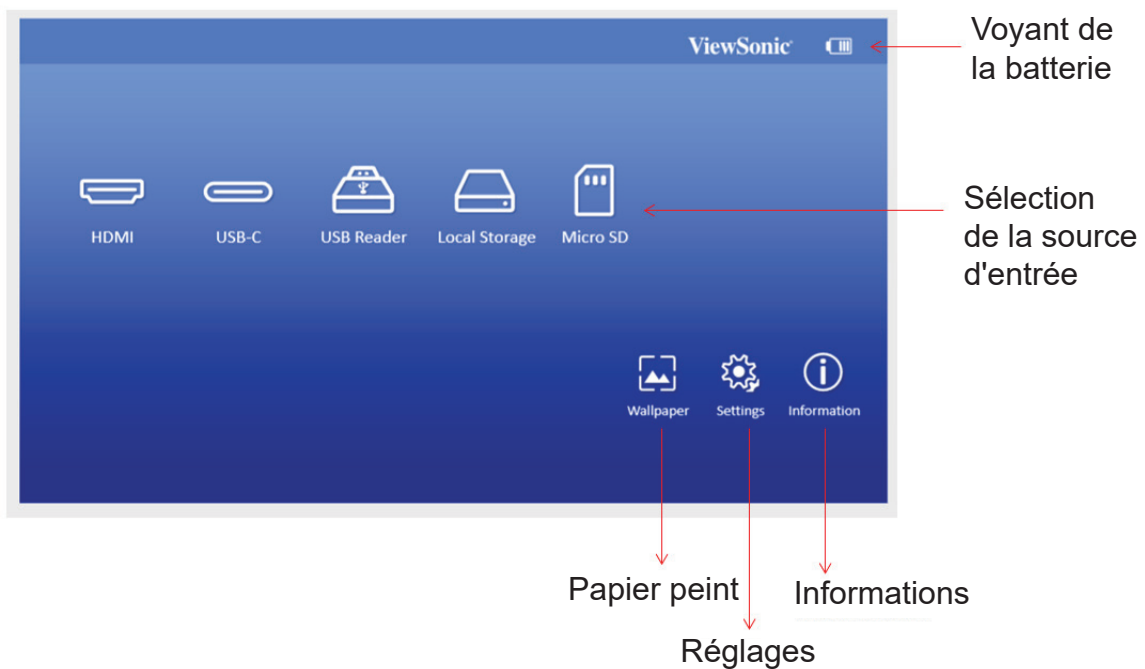 ViewSonic
Voyant de
la batterie
HDMI USB-C USB Reader Local Storage Micro SD
Sélection
de la source
d'entrée
Wallpaper Settings Information
Papier peint
Informations
Réglages